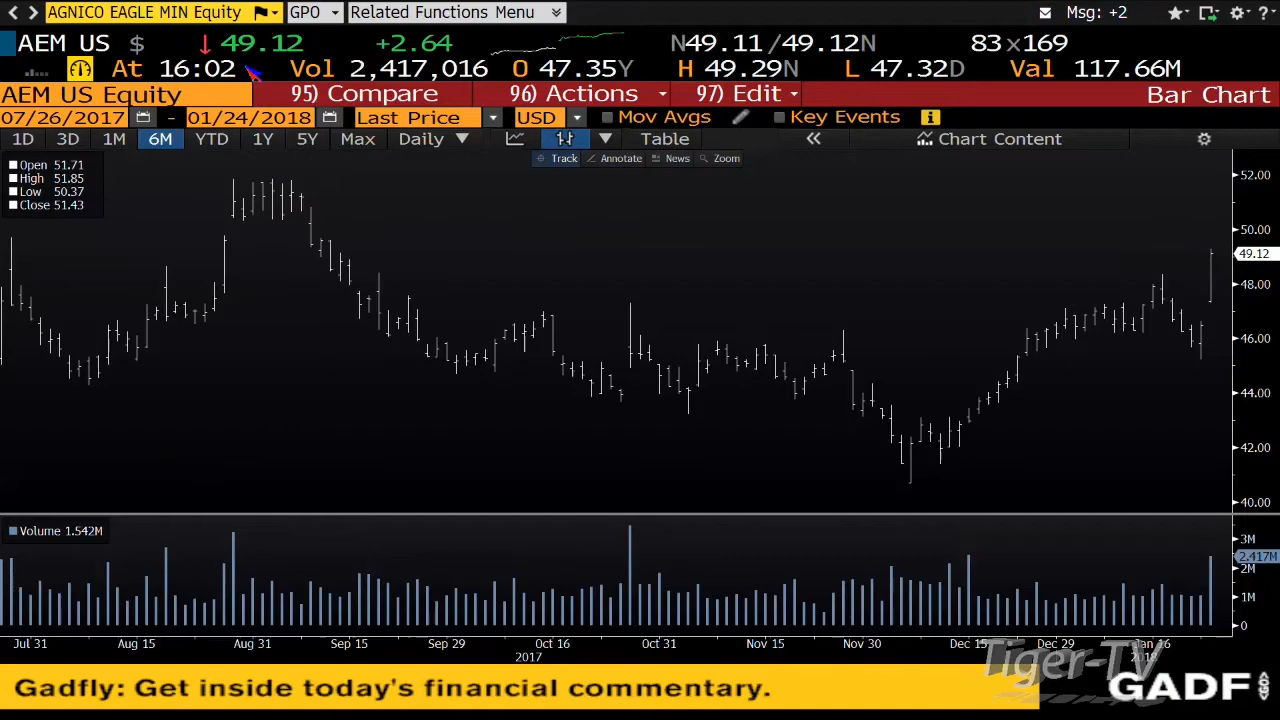 AGNICO EAGLE MIN Equity GPO Related Functions Menu Msg: +2
AEM US $ ↓ 49.12 +2.64 N49.11/49.12N 83x169
At 16:02 Vol 2,417,016 O 47.35Y H 49.29N L 47.32D Val 117.66M
AEM US Equity 95) Compare 96) Actions 97) Edit Bar Chart
07/26/2017 - 01/24/2018 Last Price USD Mov Avgs Key Events
1D 3D 1M 6M YTD 1Y 5Y Max Daily Table Chart Content
Track Annotate News Zoom
Open 51.71
High 51.85
Low 50.37
Close 51.43
52.00
50.00
49.12
48.00
46.00
44.00
42.00
40.00
Volume 1.542M
3M
2.417M
2M
1M
0
Jul 31 Aug 15 Aug 31 Sep 15 Sep 29 Oct 16 Oct 31 Nov 15 Nov 30 Dec 15 Dec 29 Jan 16
2017 2018
Tiger-TV
Gadfly: Get inside today's financial commentary. GADF GO